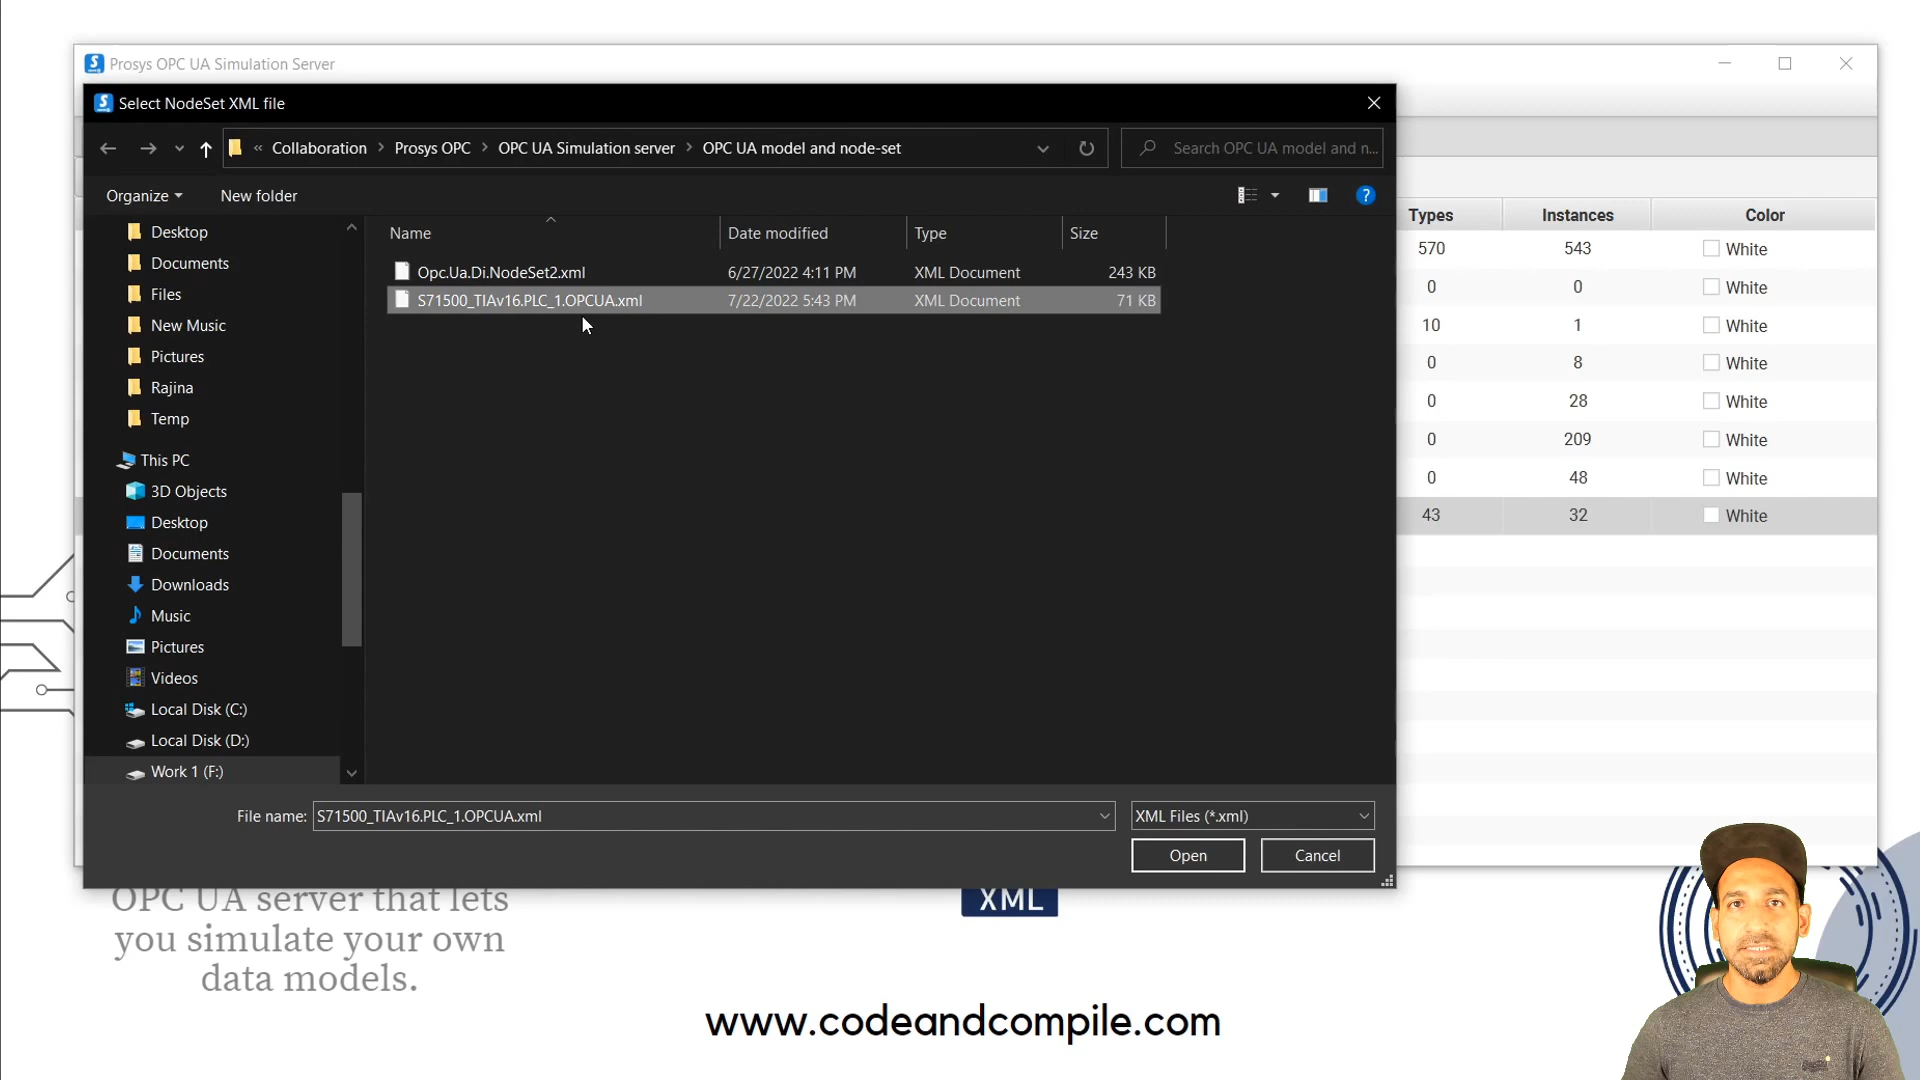 Prosys OPC UA Simulation Server
Select NodeSet XML file
« Collaboration > Prosys OPC > OPC UA Simulation server > OPC UA model and node-set
Search OPC UA model and n...
Organize
New folder
Name
Date modified
Type
Size
Opc.Ua.Di.NodeSet2.xml 6/27/2022 4:11 PM XML Document 243 KB
S71500_TIAv16.PLC_1.OPCUA.xml 7/22/2022 5:43 PM XML Document 71 KB
Desktop
Documents
Files
New Music
Pictures
Rajina
Temp
This PC
3D Objects
Desktop
Documents
Downloads
Music
Pictures
Videos
Local Disk (C:)
Local Disk (D:)
Work 1 (F:)
File name: S71500_TIAv16.PLC_1.OPCUA.xml
XML Files (*.xml)
Open
Cancel
Types Instances Color
570 543 White
0 0 White
10 1 White
0 8 White
0 28 White
0 209 White
0 48 White
43 32 White
OPC UA server that lets
you simulate your own
data models.
XML
www.codeandcompile.com